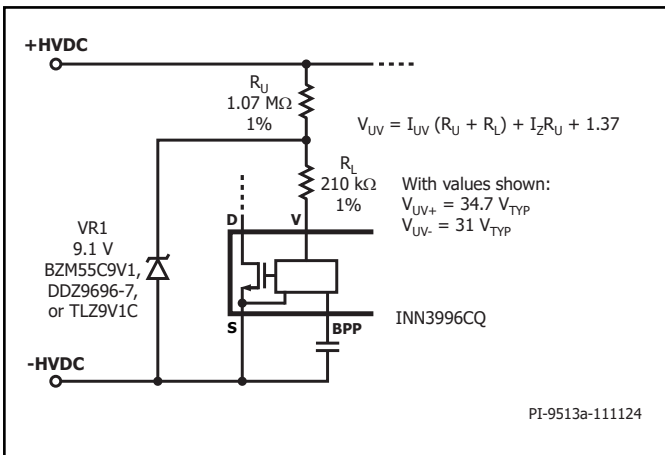 +HVDC
R_U
1.07 MΩ
1%
V_UV = I_UV (R_U + R_L) + I_Z R_U + 1.37
R_L
210 kΩ
1%
With values shown:
V_UV+ = 34.7 V_TYP
V_UV- = 31 V_TYP
D
V
VR1
9.1 V
BZM55C9V1,
DDZ9696-7,
or TLZ9V1C
INN3996CQ
S
BPP
-HVDC
PI-9513a-111124